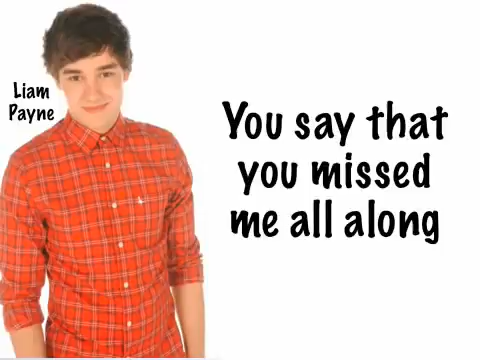 Liam
Payne
You say that
you missed
me all along